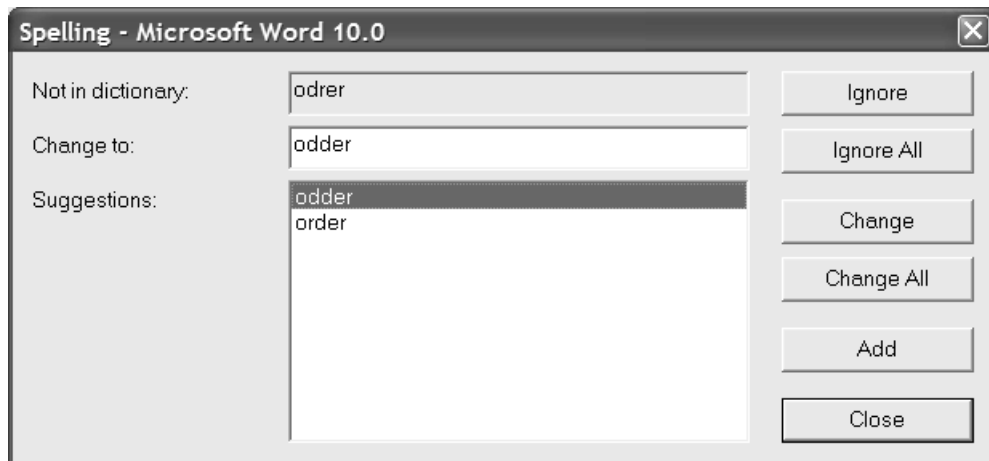 Spelling - Microsoft Word 10.0
Not in dictionary: odrer Ignore
Change to: odder Ignore All
Suggestions: odder
order Change
Change All
Add
Close